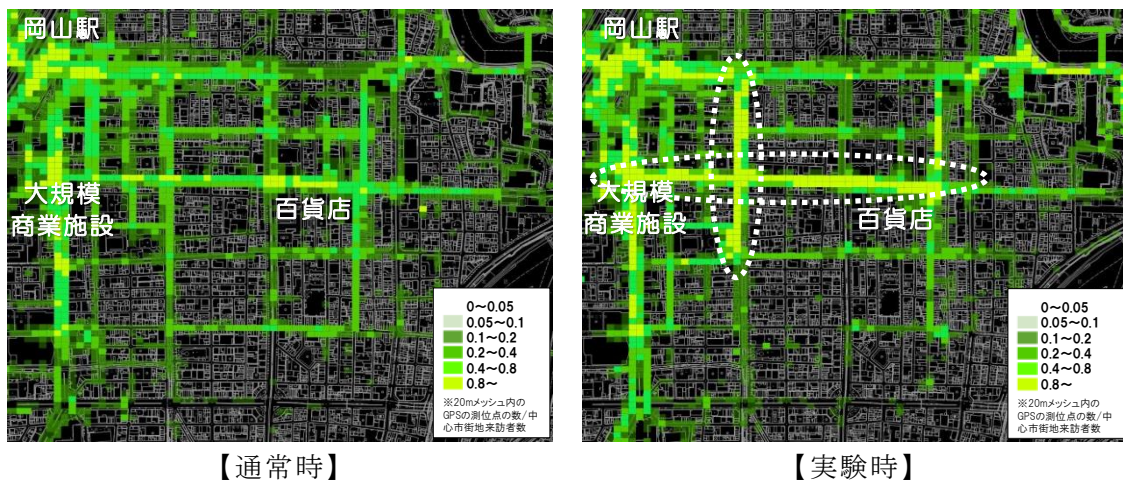 岡山駅
大規模
商業施設
百貨店
0～0.05
0.05～0.1
0.1～0.2
0.2～0.4
0.4～0.8
0.8～
※20mメッシュ内の
GPSの測位点の数/中
心市街地来訪者数
【通常時】
岡山駅
大規模
商業施設
百貨店
0～0.05
0.05～0.1
0.1～0.2
0.2～0.4
0.4～0.8
0.8～
※20mメッシュ内の
GPSの測位点の数/中
心市街地来訪者数
【実験時】